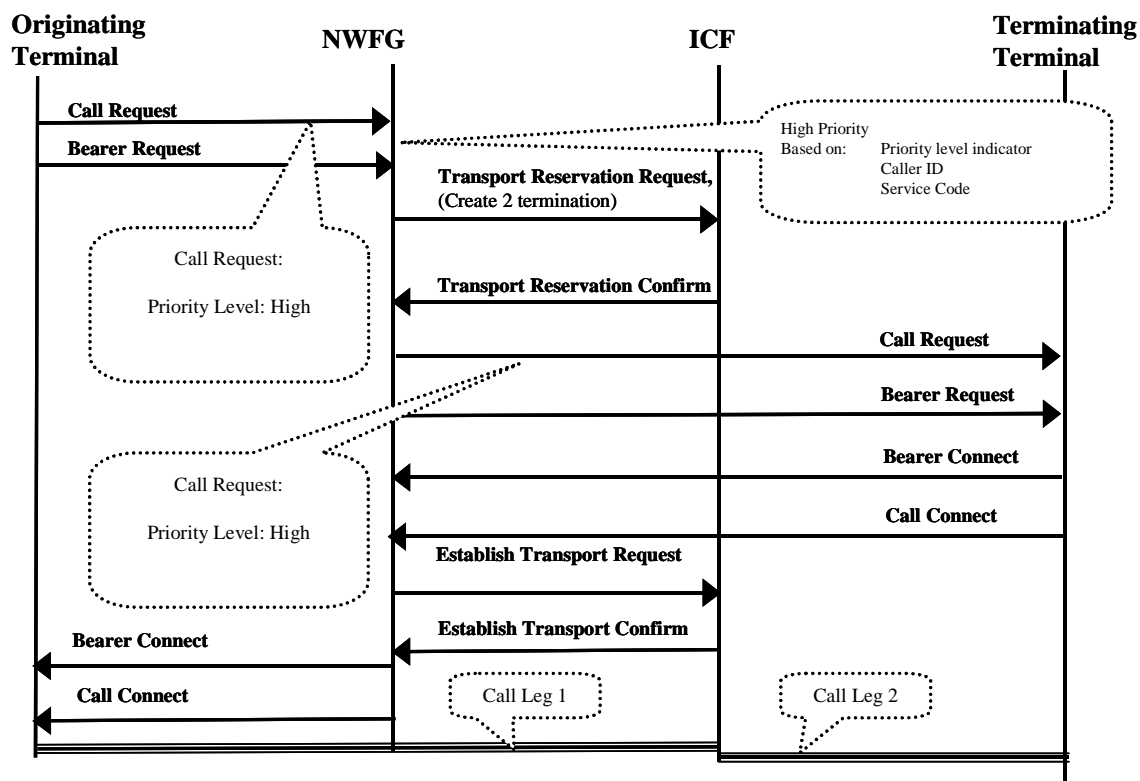 Originating
Terminal
NWFG
ICF
Terminating
Terminal
Call Request
Bearer Request
High Priority
Based on: Priority level indicator
Caller ID
Service Code
Transport Reservation Request,
(Create 2 termination)
Call Request:
Priority Level: High
Transport Reservation Confirm
Call Request
Bearer Request
Bearer Connect
Call Request:
Priority Level: High
Call Connect
Establish Transport Request
Establish Transport Confirm
Bearer Connect
Call Connect
Call Leg 1
Call Leg 2